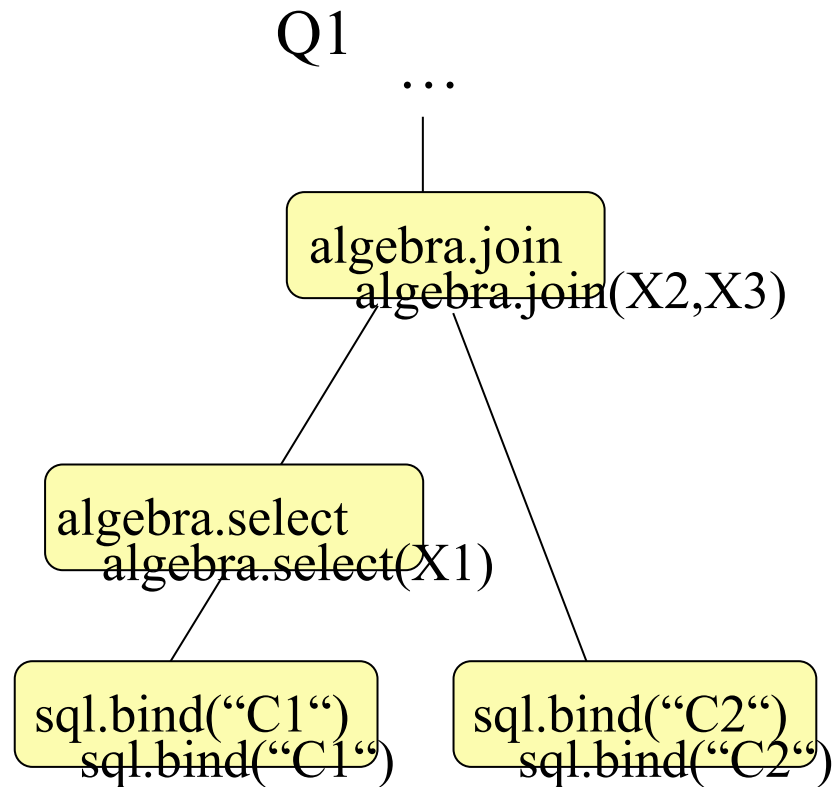 Q1
…
algebra.join
algebra.join(X2,X3)
algebra.select
algebra.select(X1)
sql.bind(“C1“)
sql.bind(“C1“)
sql.bind(“C2“)
sql.bind(“C2“)